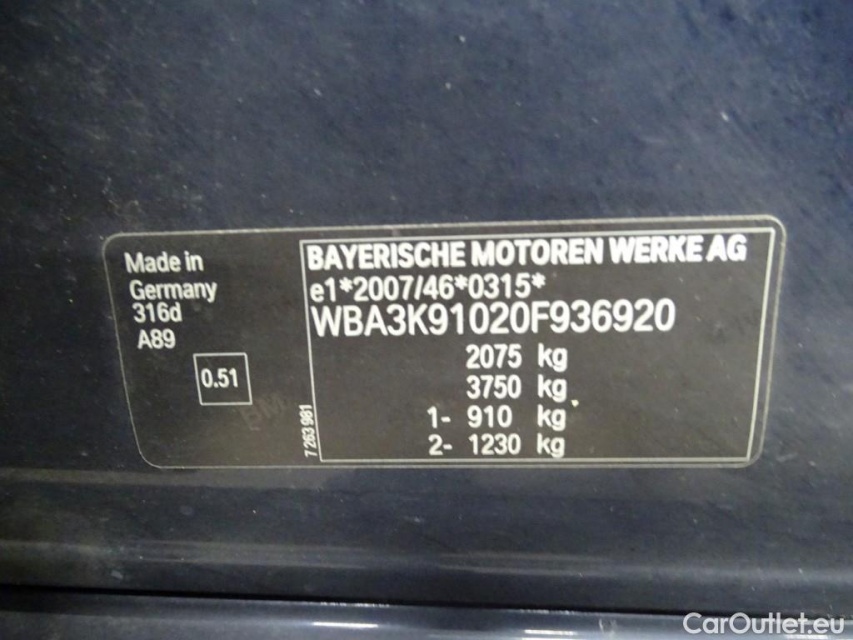 Made in
Germany
316d
A89
0.51
7 263 981
BAYERISCHE MOTOREN WERKE AG
e1*2007/46*0315*
WBA3K91020F936920
2075 kg
3750 kg
1- 910 kg
2- 1230 kg
CarOutlet.eu